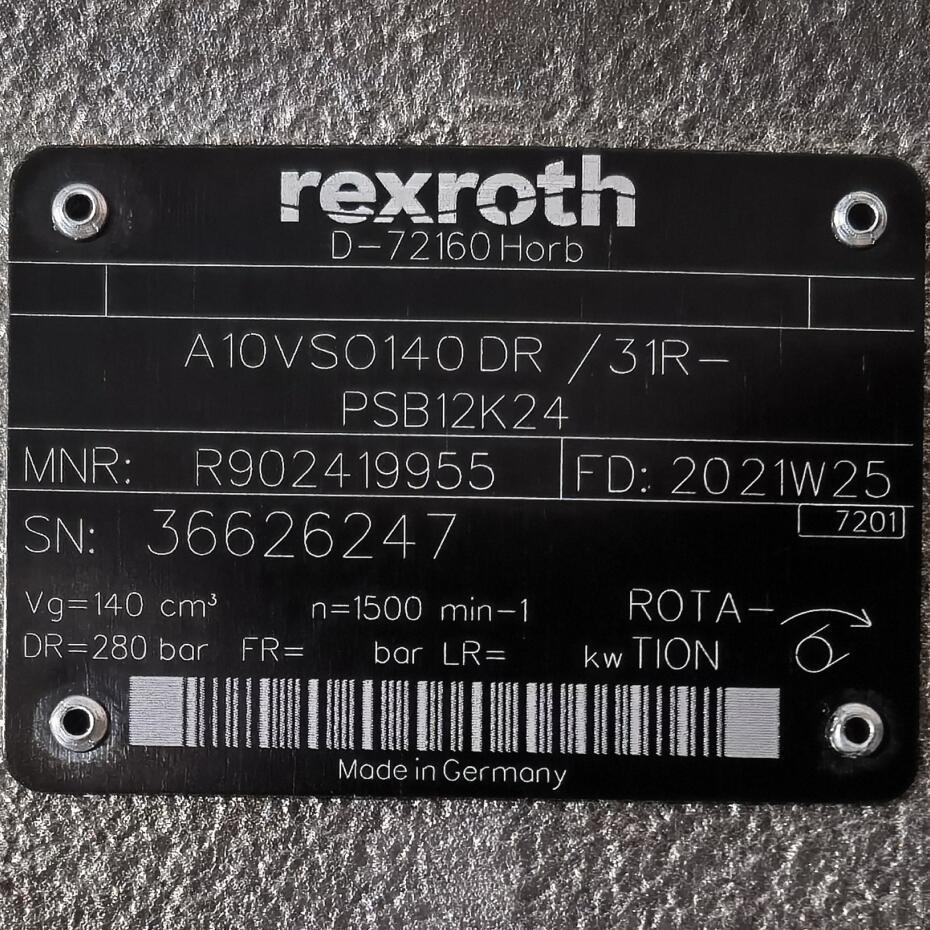 rexroth
D-72160 Horb
A10VSO140 DR /31R-
PSB12K24
MNR: R902419955 FD: 2021W25
SN: 36626247 7201
Vg=140 cm³ n=1500 min-1 ROTA-
DR=280 bar FR= bar LR= kw TION
Made in Germany